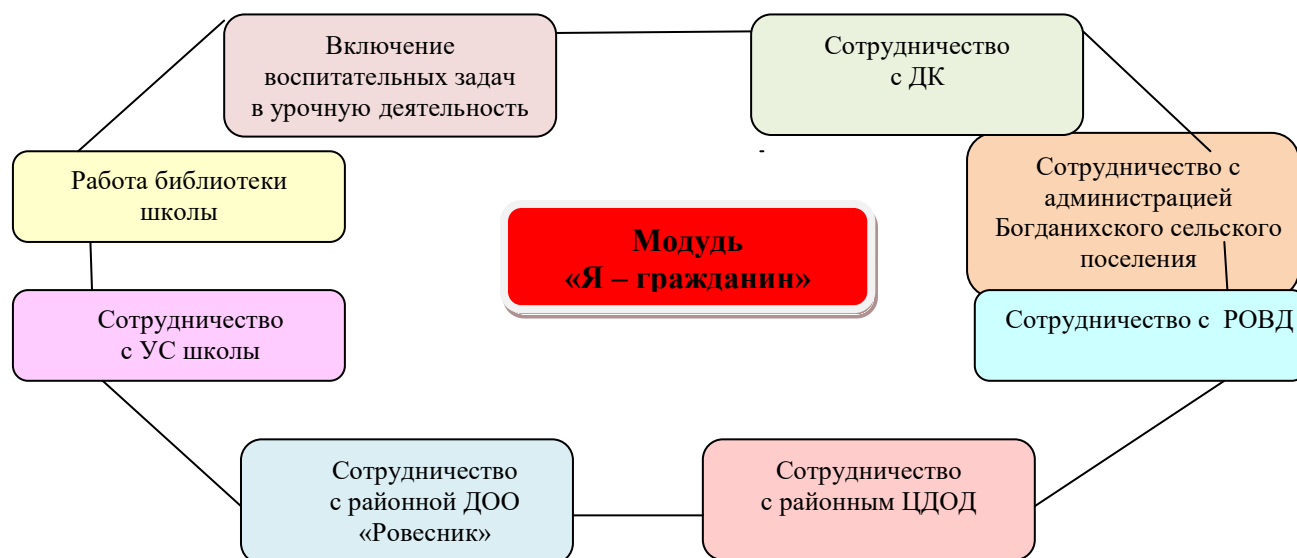 Включение
воспитательных задач
в урочную деятельность
Сотрудничество
с ДК
Работа библиотеки
школы
-
Сотрудничество с
администрацией
Богданихского сельского
поселения
Модудь
«Я – гражданин»
Сотрудничество
с УС школы
Сотрудничество с РОВД
Сотрудничество
с районной ДОО
«Ровесник»
Сотрудничество
с районным ЦДОД